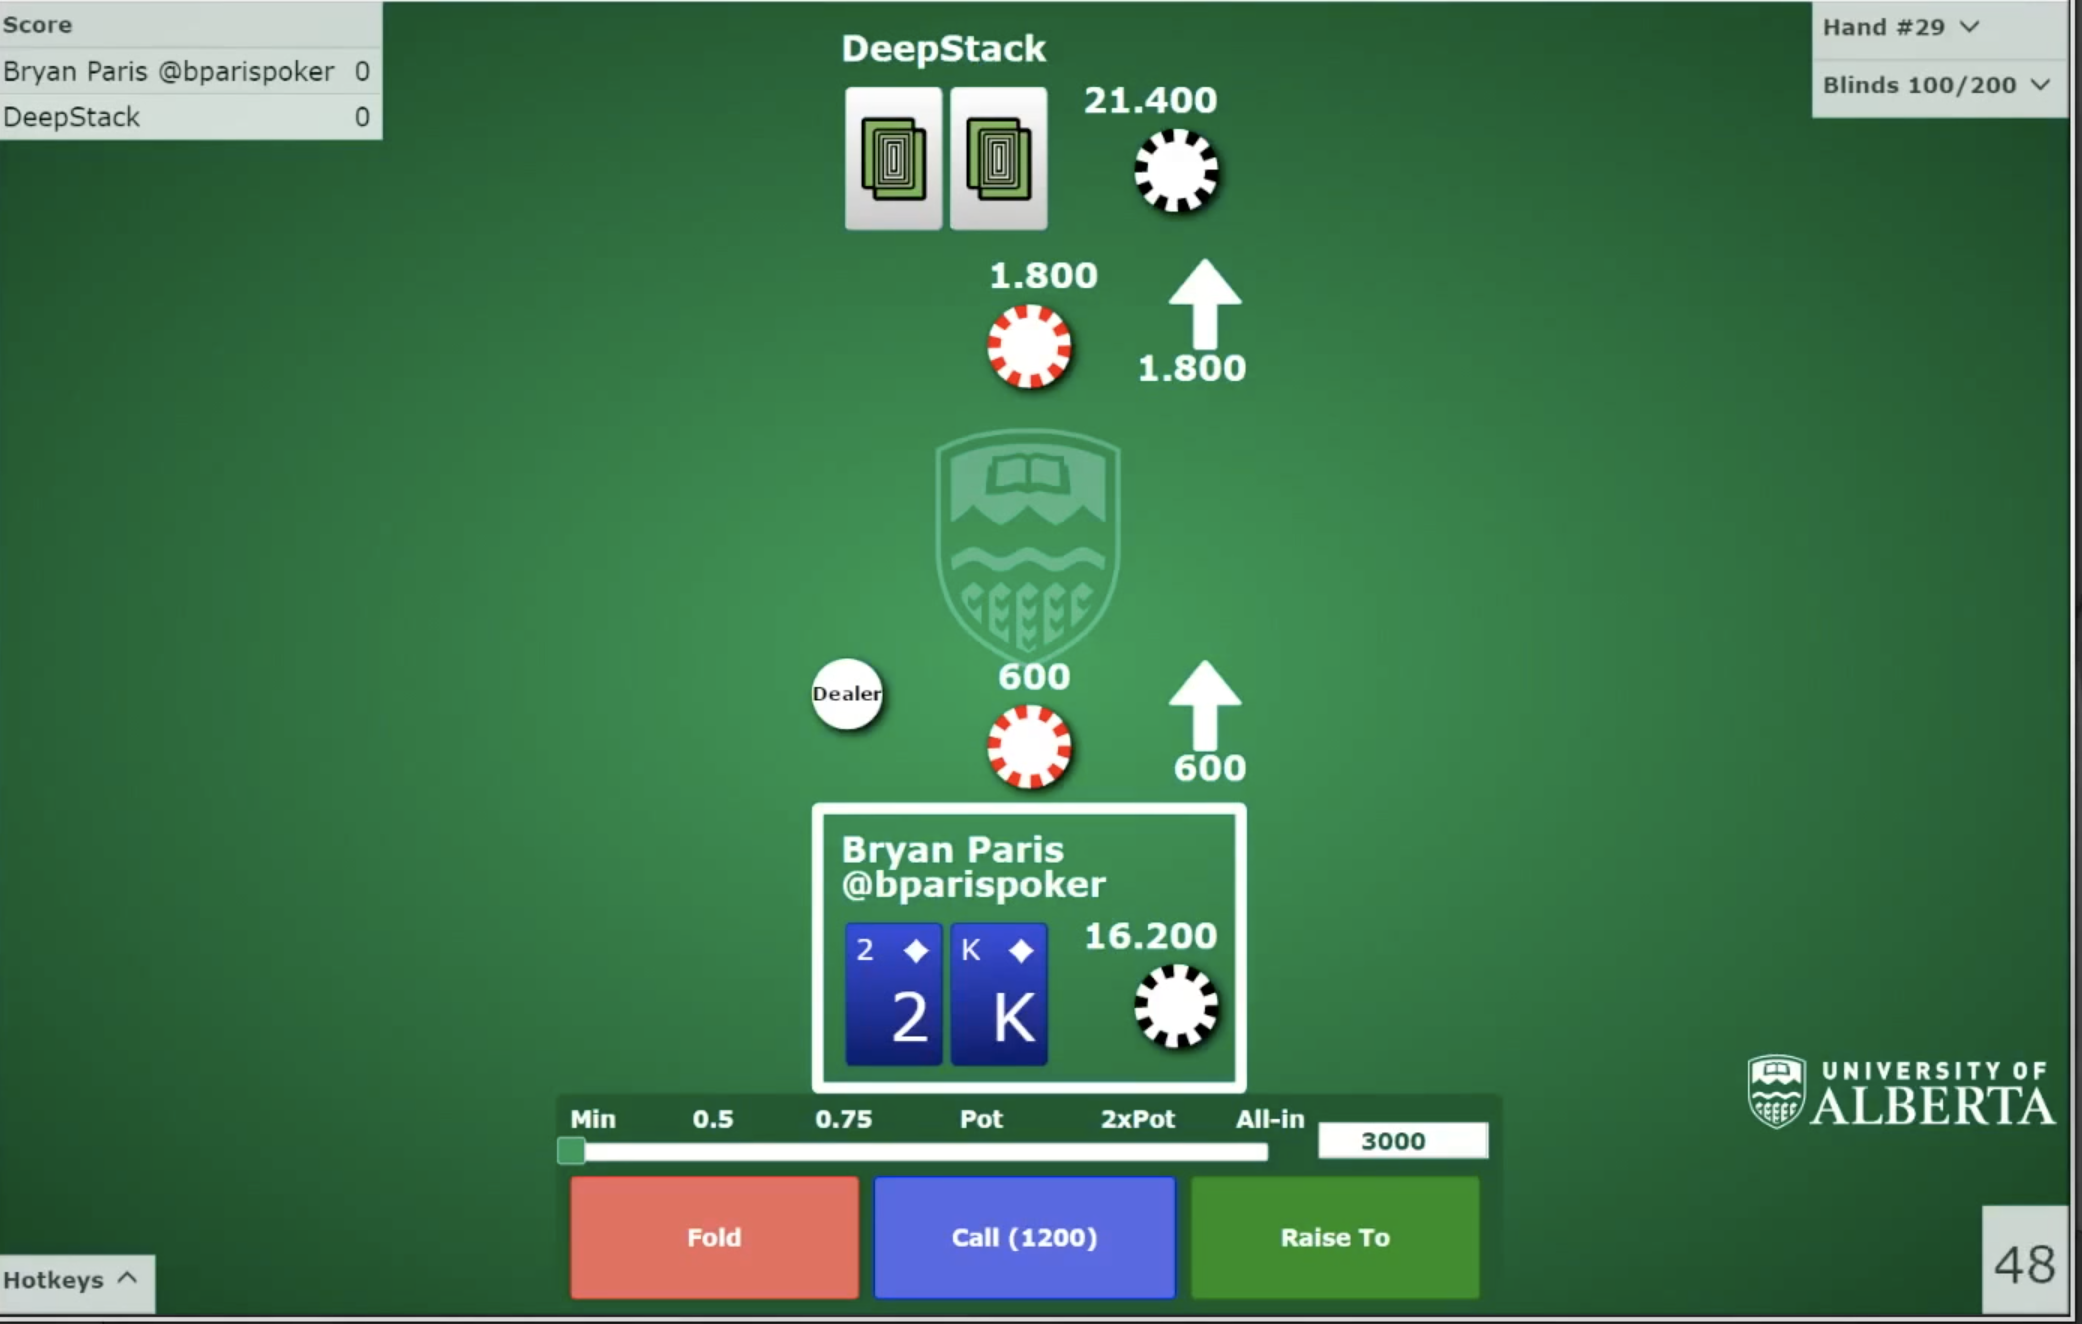 Score
Bryan Paris @bparispoker 0
DeepStack 0
Hand #29
Blinds 100/200
DeepStack
21.400
1.800
1.800
Dealer
600
600
Bryan Paris
@bparispoker
2 K
2 K
16.200
Min 0.5 0.75 Pot 2xPot All-in
3000
Fold
Call (1200)
Raise To
UNIVERSITY OF
ALBERTA
Hotkeys
48